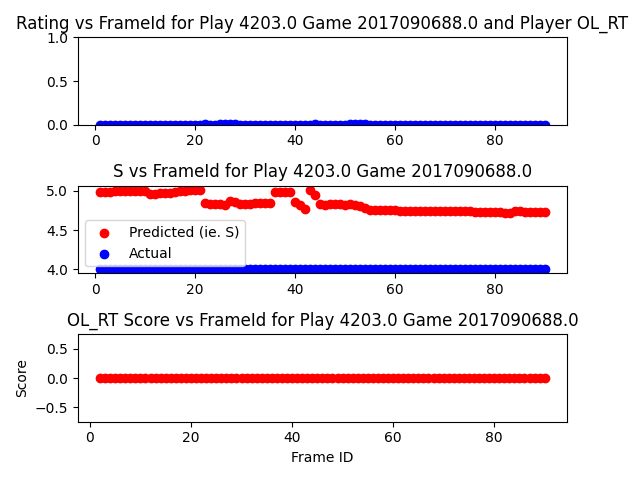 Rating vs FrameId for Play 4203.0 Game 2017090688.0 and Player OL_RT
1.0
0.5
0.0
0 20 40 60 80
S vs FrameId for Play 4203.0 Game 2017090688.0
5.0
4.5
4.0
Predicted (ie. S)
Actual
0 20 40 60 80
OL_RT Score vs FrameId for Play 4203.0 Game 2017090688.0
Score
0.5
0.0
−0.5
0 20 40 60 80
Frame ID